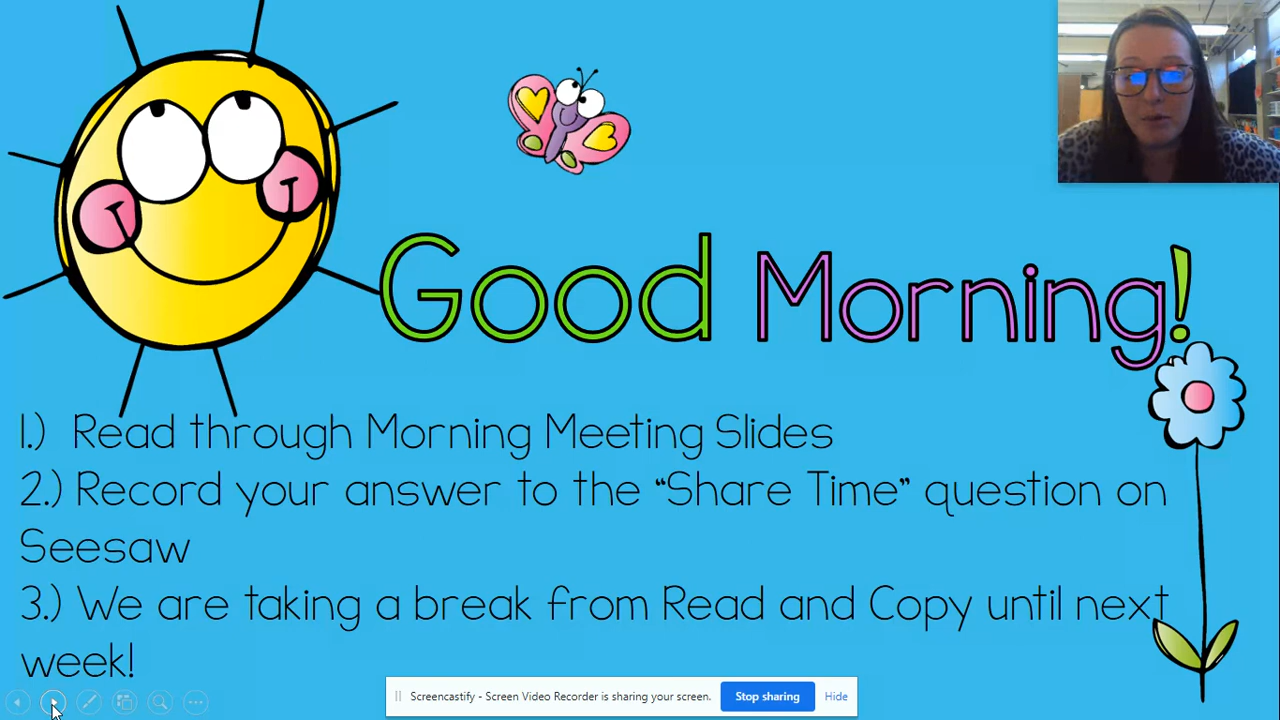 Good Morning!
1.) Read through Morning Meeting Slides
2.) Record your answer to the “Share Time” question on
Seesaw
3.) We are taking a break from Read and Copy until next
week!
Screencastify - Screen Video Recorder is sharing your screen. Stop sharing Hide